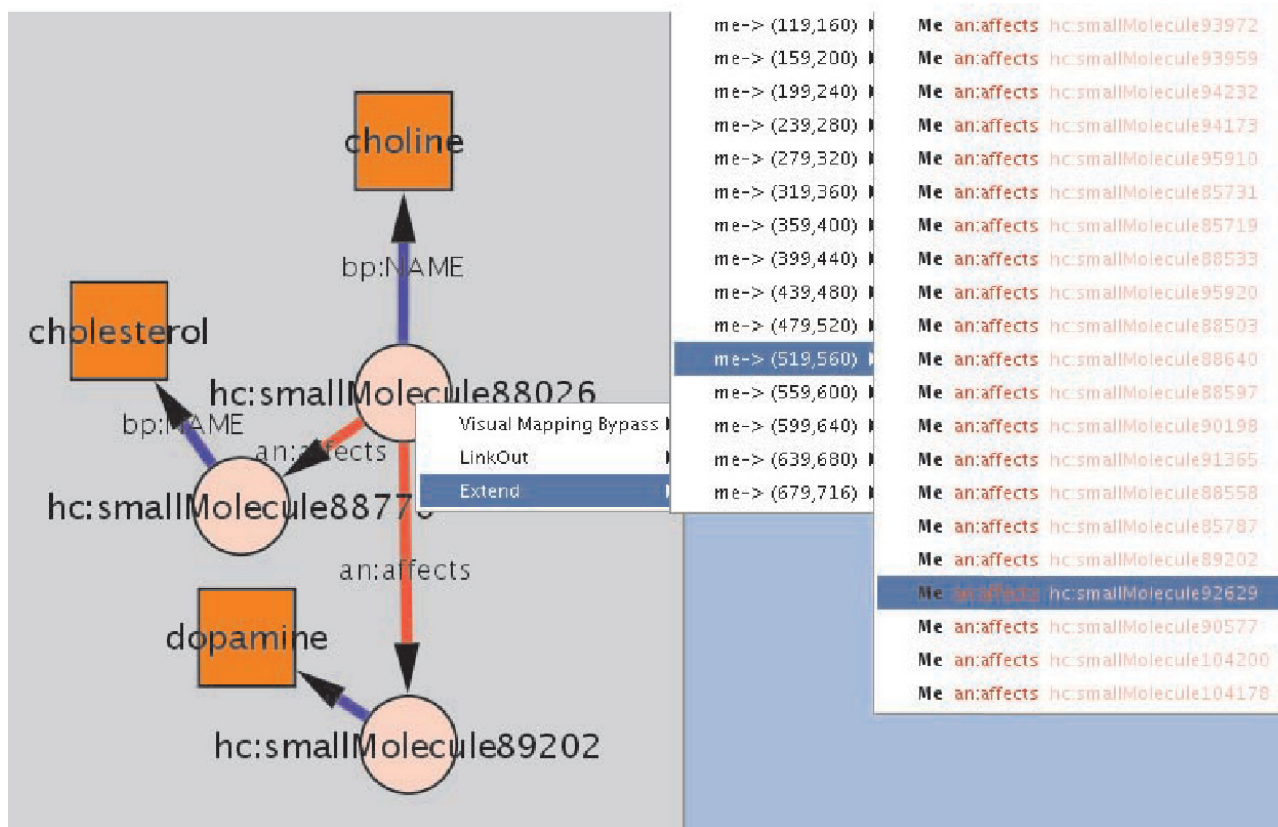 choline
bp:NAME
cholesterol
hc:smallMolecule88026
bp:NAME
an:affects
hc:smallMolecule88770
an:affects
dopamine
hc:smallMolecule89202
Visual Mapping Bypass
LinkOut
Extend
me-> (119,160)
me-> (159,200)
me-> (199,240)
me-> (239,280)
me-> (279,320)
me-> (319,360)
me-> (359,400)
me-> (399,440)
me-> (439,480)
me-> (479,520)
me-> (519,560)
me-> (559,600)
me-> (599,640)
me-> (639,680)
me-> (679,716)
Me an:affects hc:smallMolecule93972
Me an:affects hc:smallMolecule93959
Me an:affects hc:smallMolecule94232
Me an:affects hc:smallMolecule94173
Me an:affects hc:smallMolecule95910
Me an:affects hc:smallMolecule85731
Me an:affects hc:smallMolecule85719
Me an:affects hc:smallMolecule88533
Me an:affects hc:smallMolecule95920
Me an:affects hc:smallMolecule88503
Me an:affects hc:smallMolecule88640
Me an:affects hc:smallMolecule88597
Me an:affects hc:smallMolecule90198
Me an:affects hc:smallMolecule91365
Me an:affects hc:smallMolecule88558
Me an:affects hc:smallMolecule85787
Me an:affects hc:smallMolecule89202
Me an:affects hc:smallMolecule92629
Me an:affects hc:smallMolecule90577
Me an:affects hc:smallMolecule104200
Me an:affects hc:smallMolecule104178